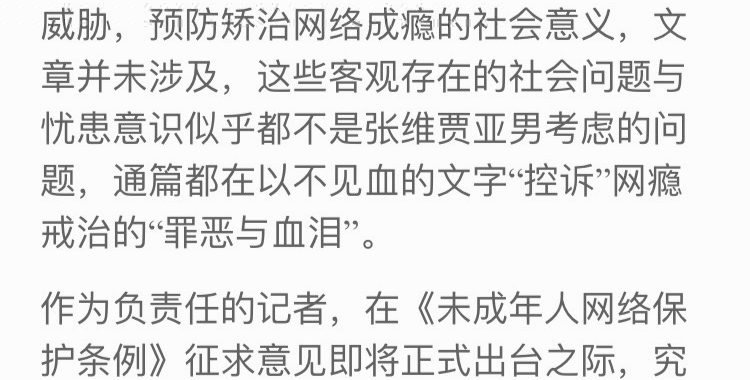 威胁，预防矫治网络成瘾的社会意义，文
章并未涉及，这些客观存在的社会问题与
忧患意识似乎都不是张维贾亚男考虑的问
题，通篇都在以不见血的文字“控诉”网瘾
戒治的“罪恶与血泪”。
作为负责任的记者，在《未成年人网络保
护条例》征求意见即将正式出台之际，究